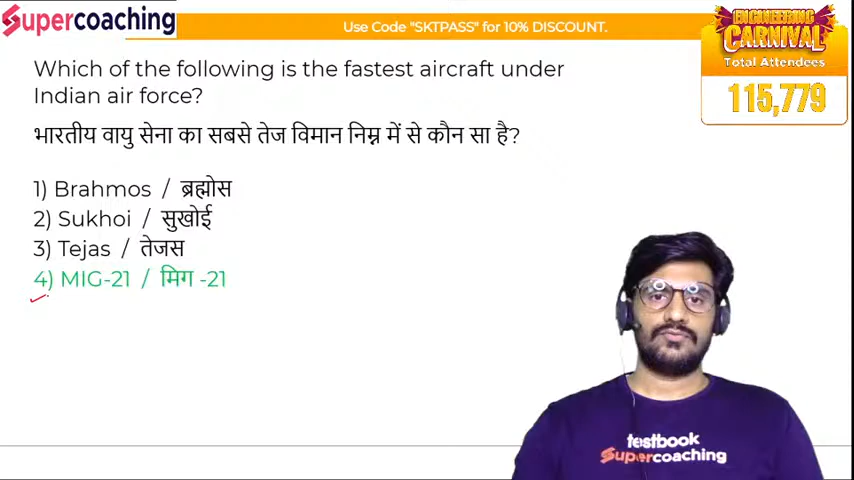 Supercoaching
Use Code "SKTPASS" for 10% DISCOUNT.
ENGINEERING
CARNIVAL
Total Attendees
115,779
Which of the following is the fastest aircraft under
Indian air force?
भारतीय वायु सेना का सबसे तेज विमान निम्न में से कौन सा है?
1) Brahmos / ब्रह्मोस
2) Sukhoi / सुखोई
3) Tejas / तेजस
4) MIG-21 / मिग -21
testbook
Supercoaching